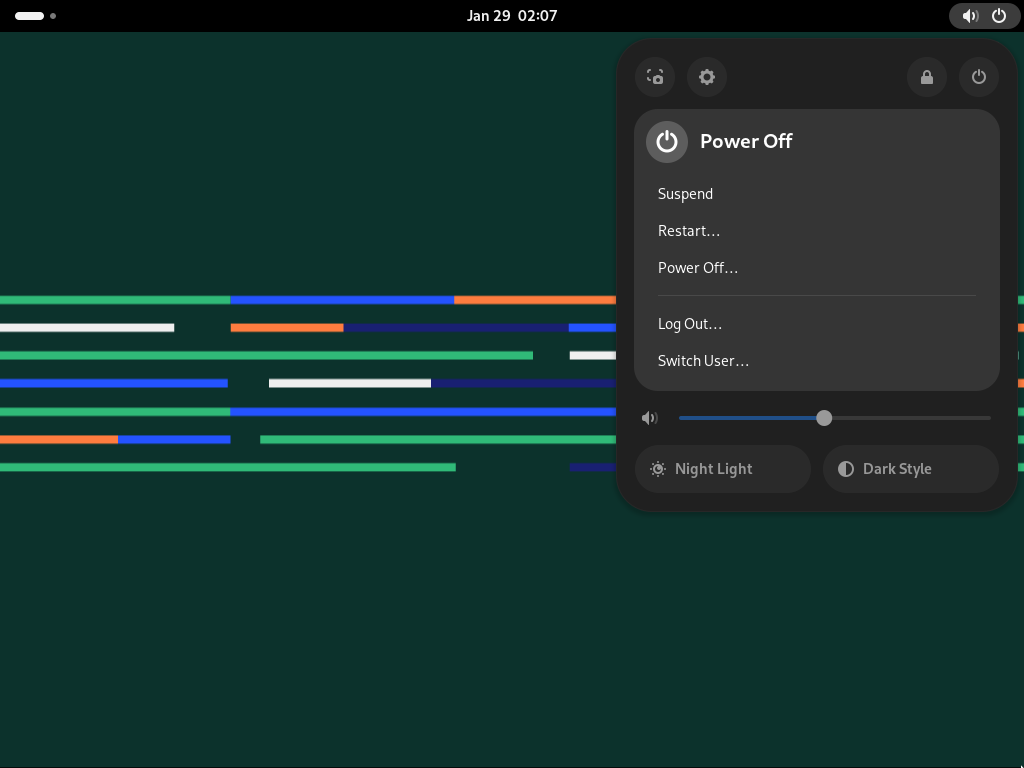 Jan 29  02:07
Power Off
Suspend
Restart…
Power Off…
Log Out…
Switch User…
Night Light
Dark Style